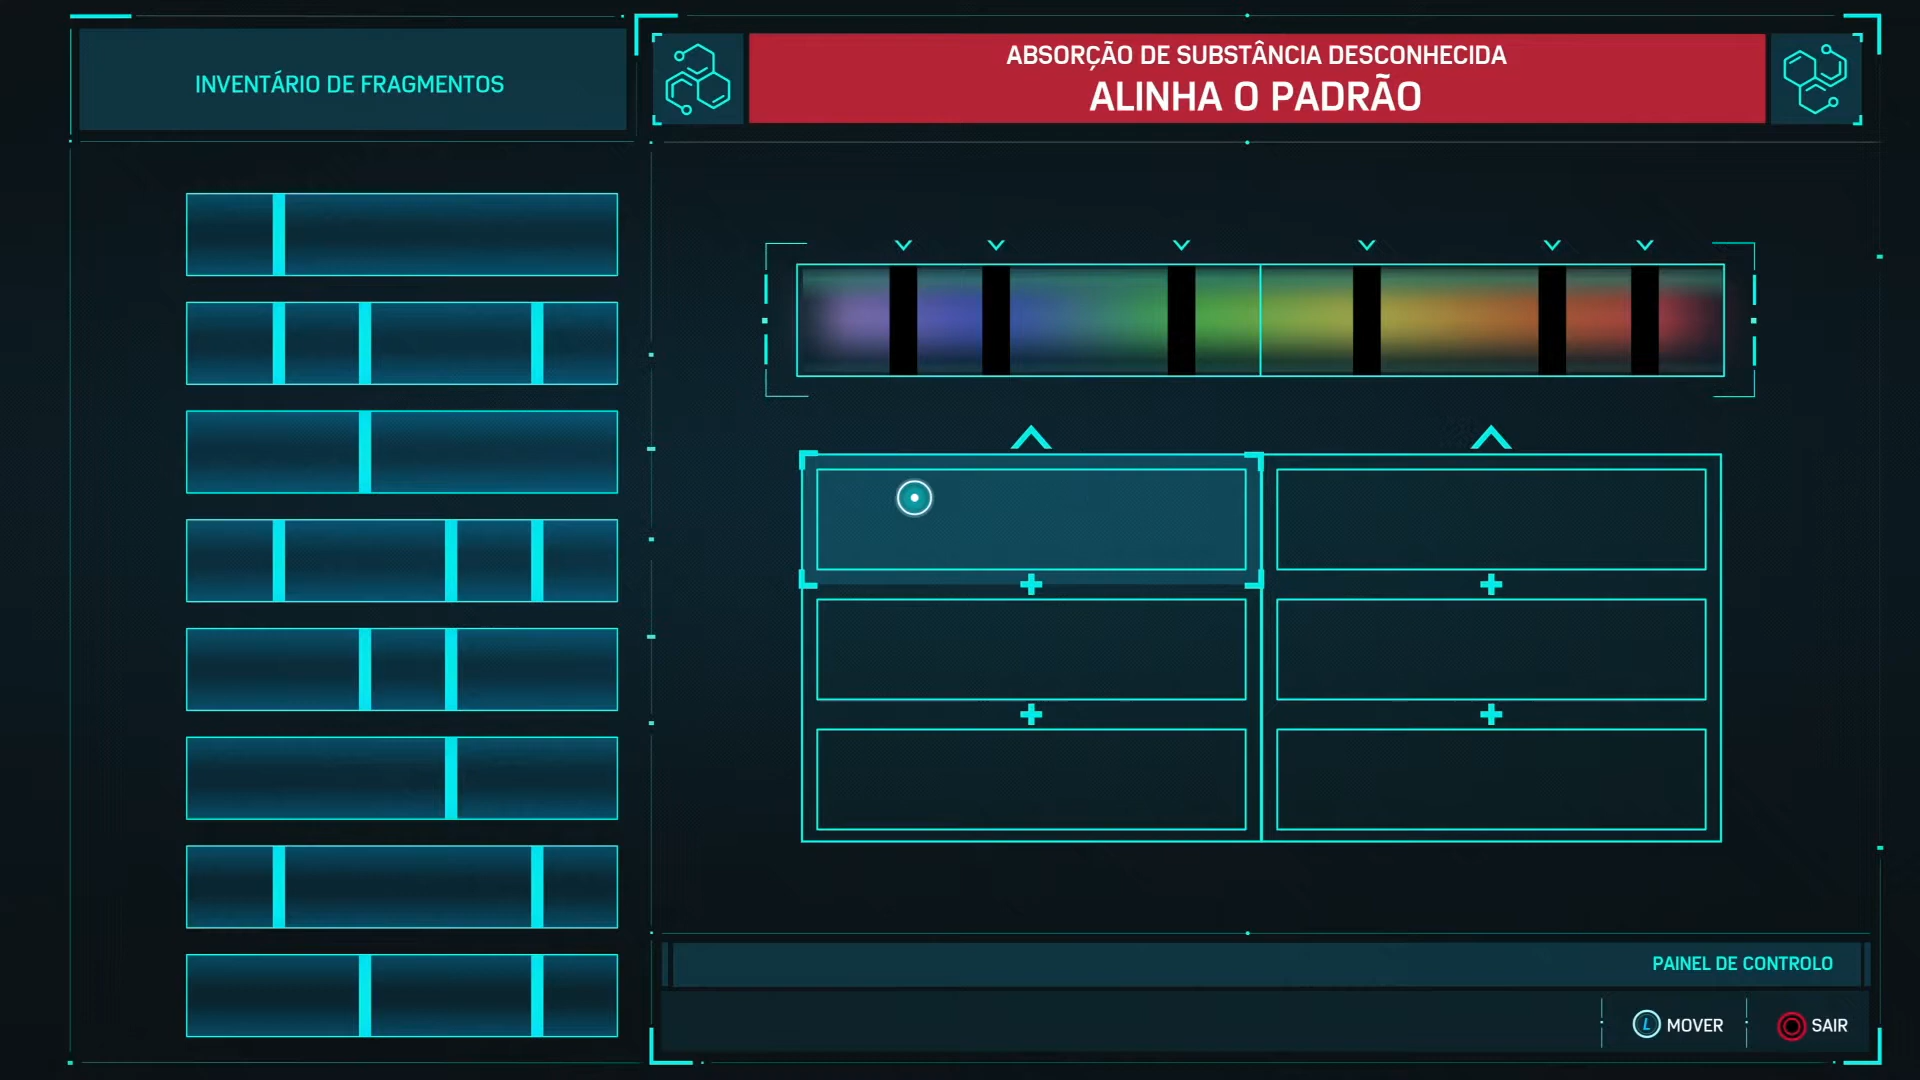 INVENTÁRIO DE FRAGMENTOS
ABSORÇÃO DE SUBSTÂNCIA DESCONHECIDA
ALINHA O PADRÃO
PAINEL DE CONTROLO
L MOVER
SAIR